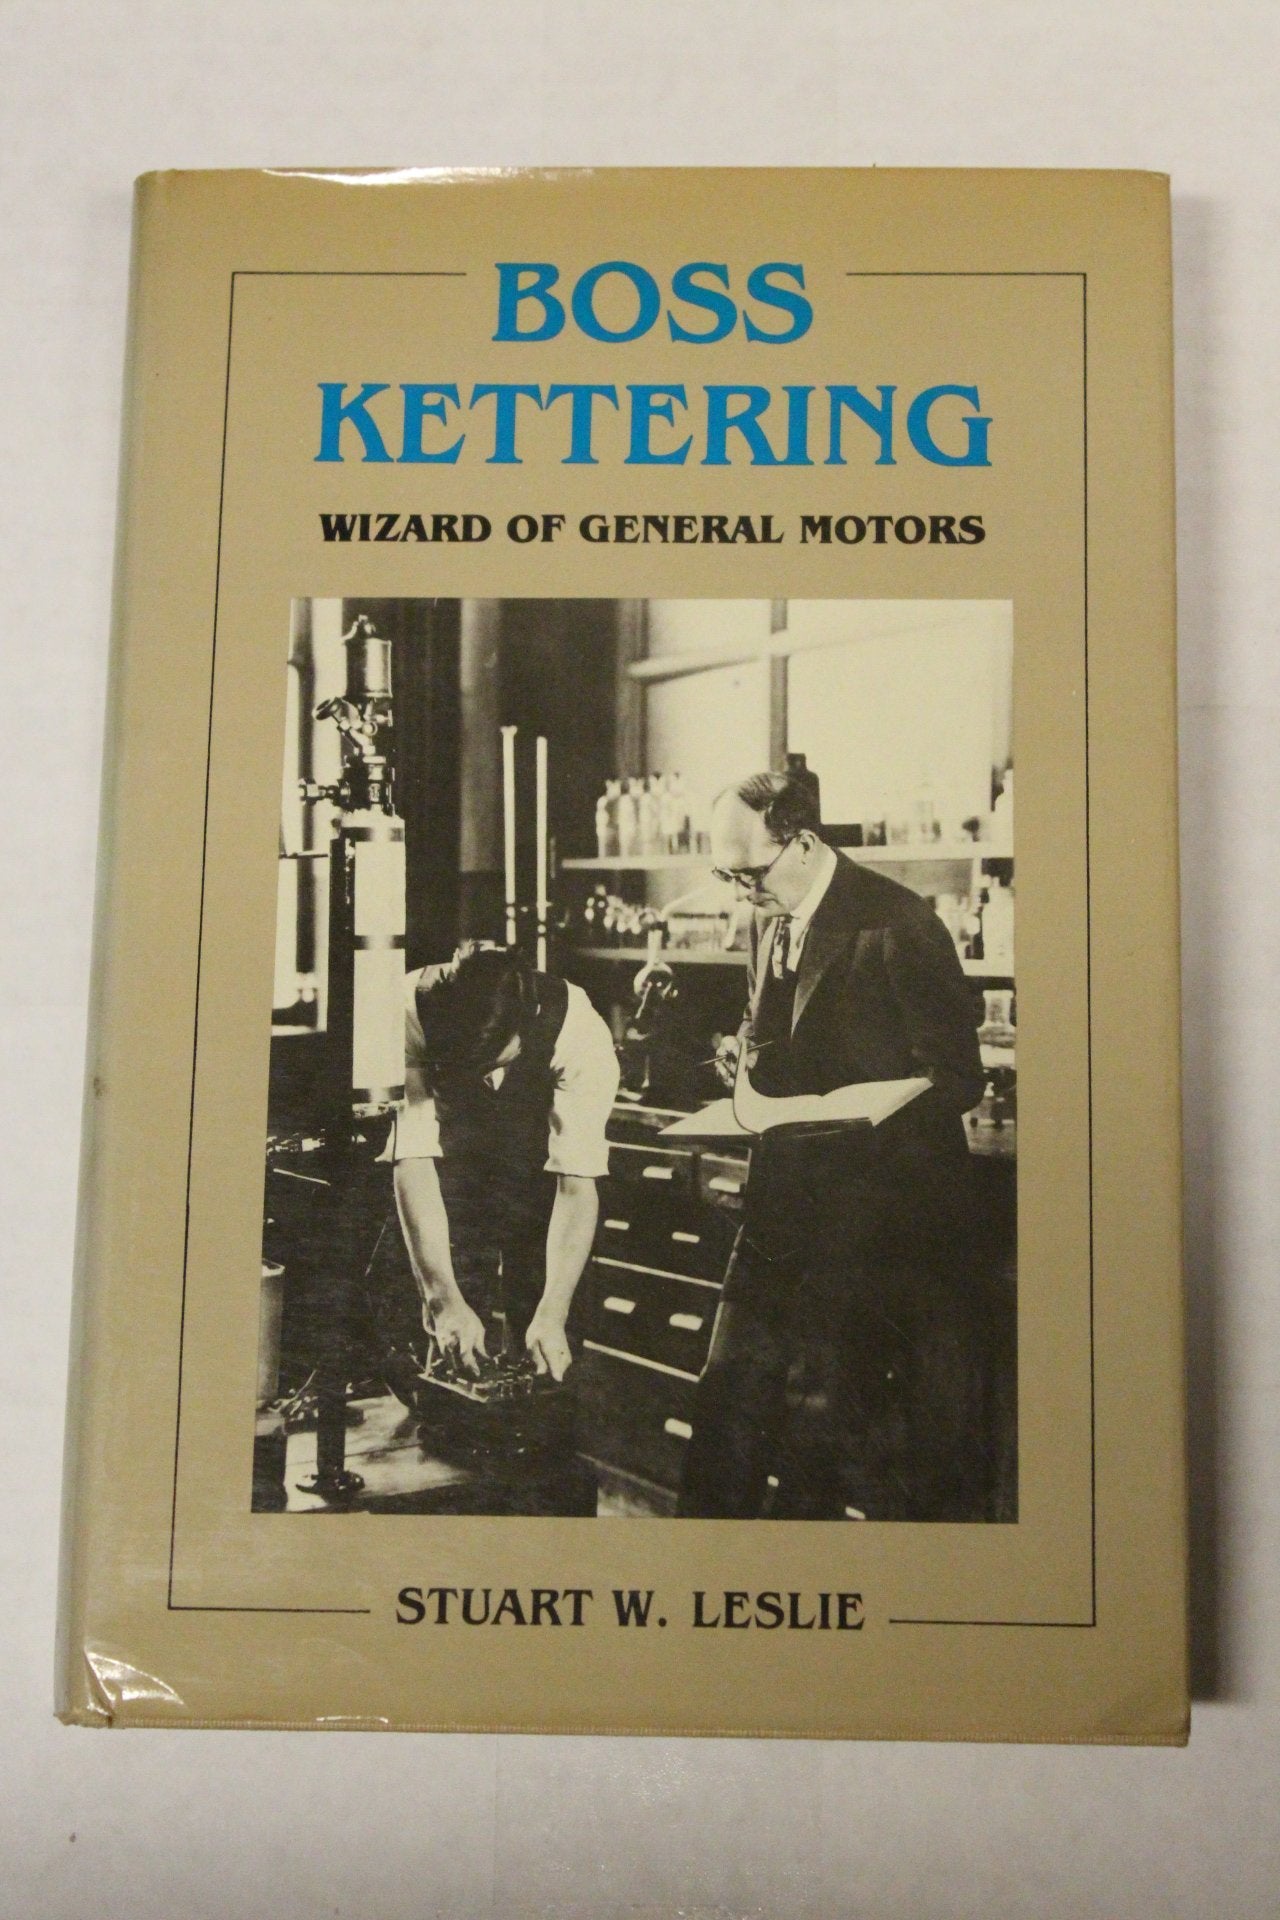 BOSS
KETTERING
WIZARD OF GENERAL MOTORS
STUART W. LESLIE